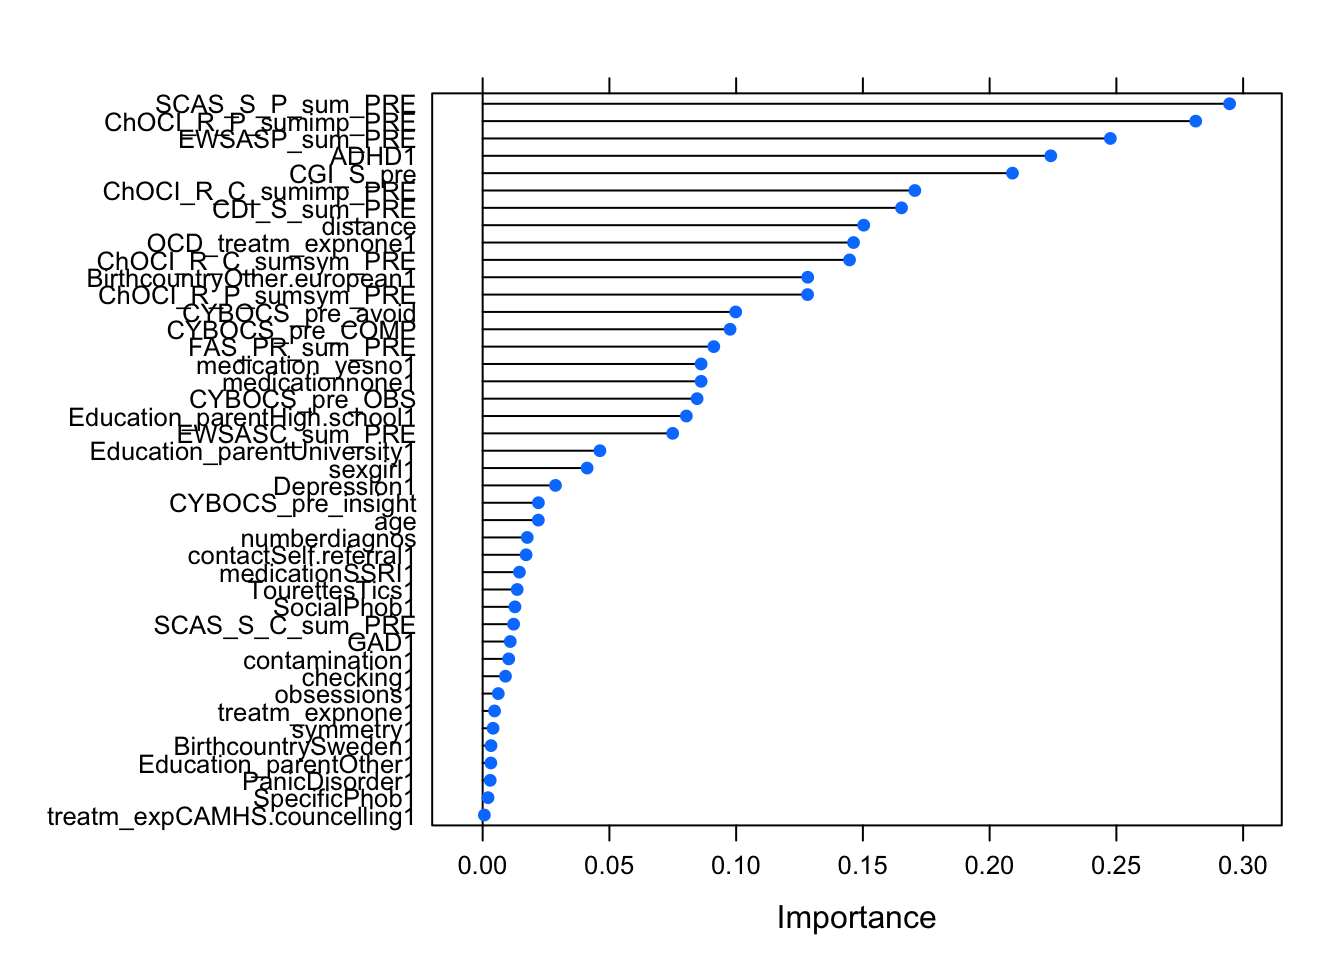 SCAS_S_P_sum_PRE
ChOCI_R_P_sumimp_PRE
EWSASP_sum_PRE
ADHD1
CGI_S_pre
ChOCI_R_C_sumimp_PRE
CDI_S_sum_PRE
distance
OCD_treatm_expnone1
ChOCI_R_C_sumsym_PRE
BirthcountryOther.european1
ChOCI_R_P_sumsym_PRE
CYBOCS_pre_avoid
CYBOCS_pre_COMP
FAS_PR_sum_PRE
medication_yesno1
medicationnone1
CYBOCS_pre_OBS
Education_parentHigh.school1
EWSASC_sum_PRE
Education_parentUniversity1
sexgirl1
Depression1
CYBOCS_pre_insight
age
numberdiagnos
contactSelf.referral1
medicationSSRI1
TourettesTics1
SocialPhob1
SCAS_S_C_sum_PRE
GAD1
contamination1
checking1
obsessions1
treatm_expnone1
symmetry1
BirthcountrySweden1
Education_parentOther1
PanicDisorder1
SpecificPhob1
treatm_expCAMHS.councelling1
0.00 0.05 0.10 0.15 0.20 0.25 0.30
Importance